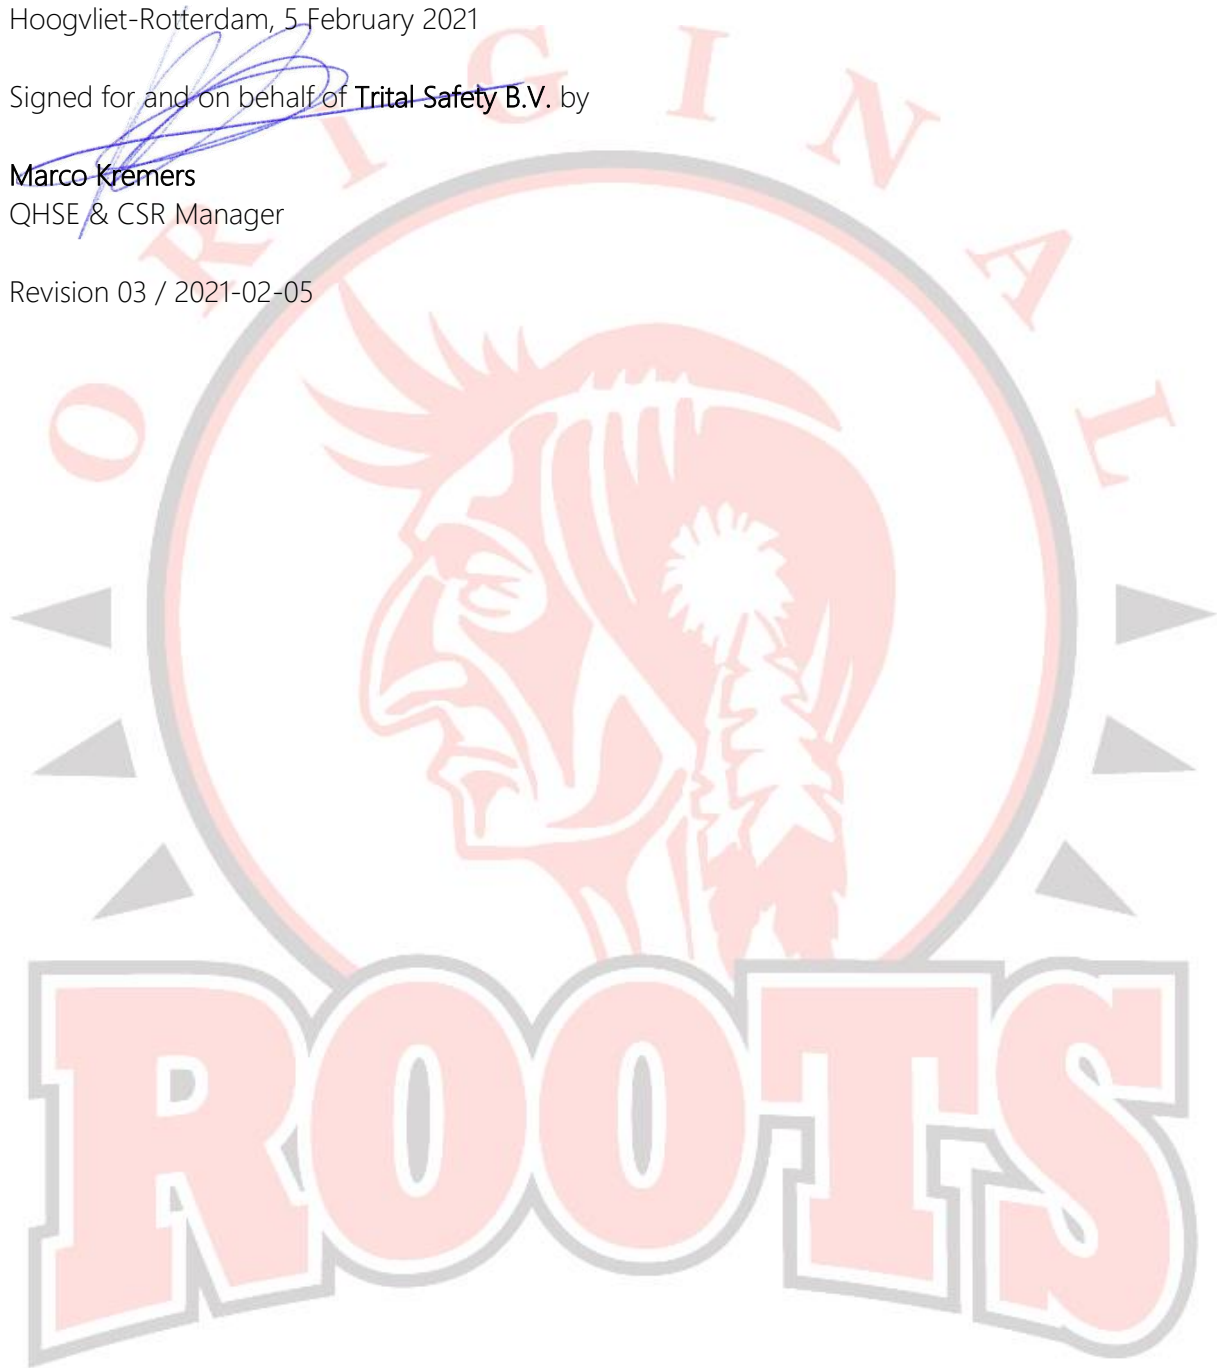 Hoogvliet-Rotterdam, 5 February 2021
Signed for and on behalf of Trital Safety B.V. by
Marco Kremers
QHSE & CSR Manager
Revision 03 / 2021-02-05
ORIGINAL
ROOTS